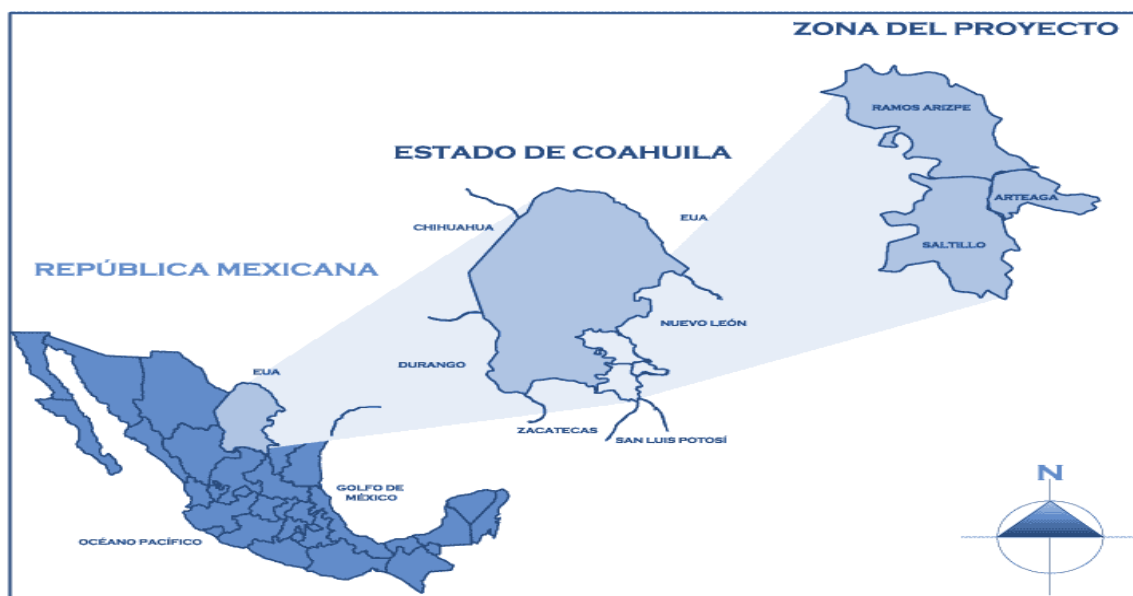 ZONA DEL PROYECTO
RAMOS ARIZPE
ARTEAGA
SALTILLO
ESTADO DE COAHUILA
CHIHUAHUA
EUA
NUEVO LEÓN
DURANGO
ZACATECAS
SAN LUIS POTOSÍ
REPÚBLICA MEXICANA
EUA
GOLFO DE
MÉXICO
OCÉANO PACÍFICO
N